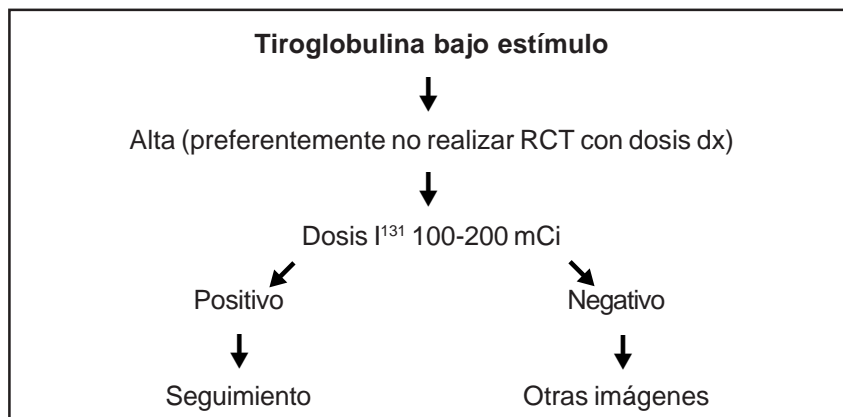 Tiroglobulina bajo estímulo
Alta (preferentemente no realizar RCT con dosis dx)
Dosis I¹³¹ 100-200 mCi
Positivo
Negativo
Seguimiento
Otras imágenes